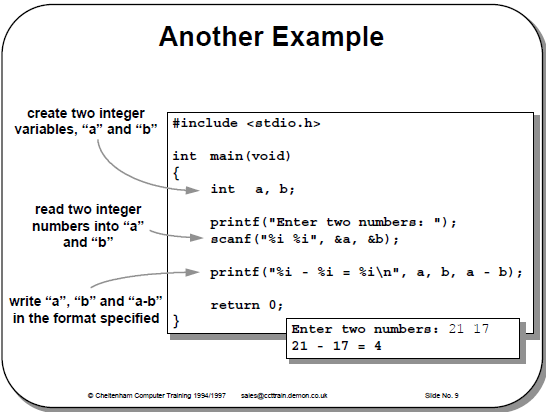 Another Example
create two integer
variables, “a” and “b”
#include <stdio.h>
int main(void)
{
int a, b;
read two integer
numbers into “a”
and “b”
printf("Enter two numbers: ");
scanf("%i %i", &a, &b);
printf("%i - %i = %i\n", a, b, a - b);
write “a”, “b” and “a-b”
in the format specified
return 0;
}
Enter two numbers: 21 17
21 - 17 = 4
© Cheltenham Computer Training 1994/1997 sales@ccttrain.demon.co.uk Slide No. 9